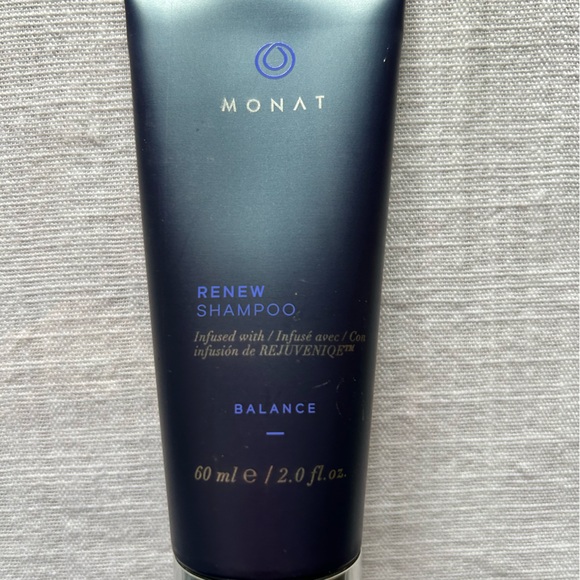 MONAT
RENEW
SHAMPOO
Infused with / Infusé avec / Con
infusión de REJUVENIQE™
BALANCE
60 ml e / 2.0 fl.oz.